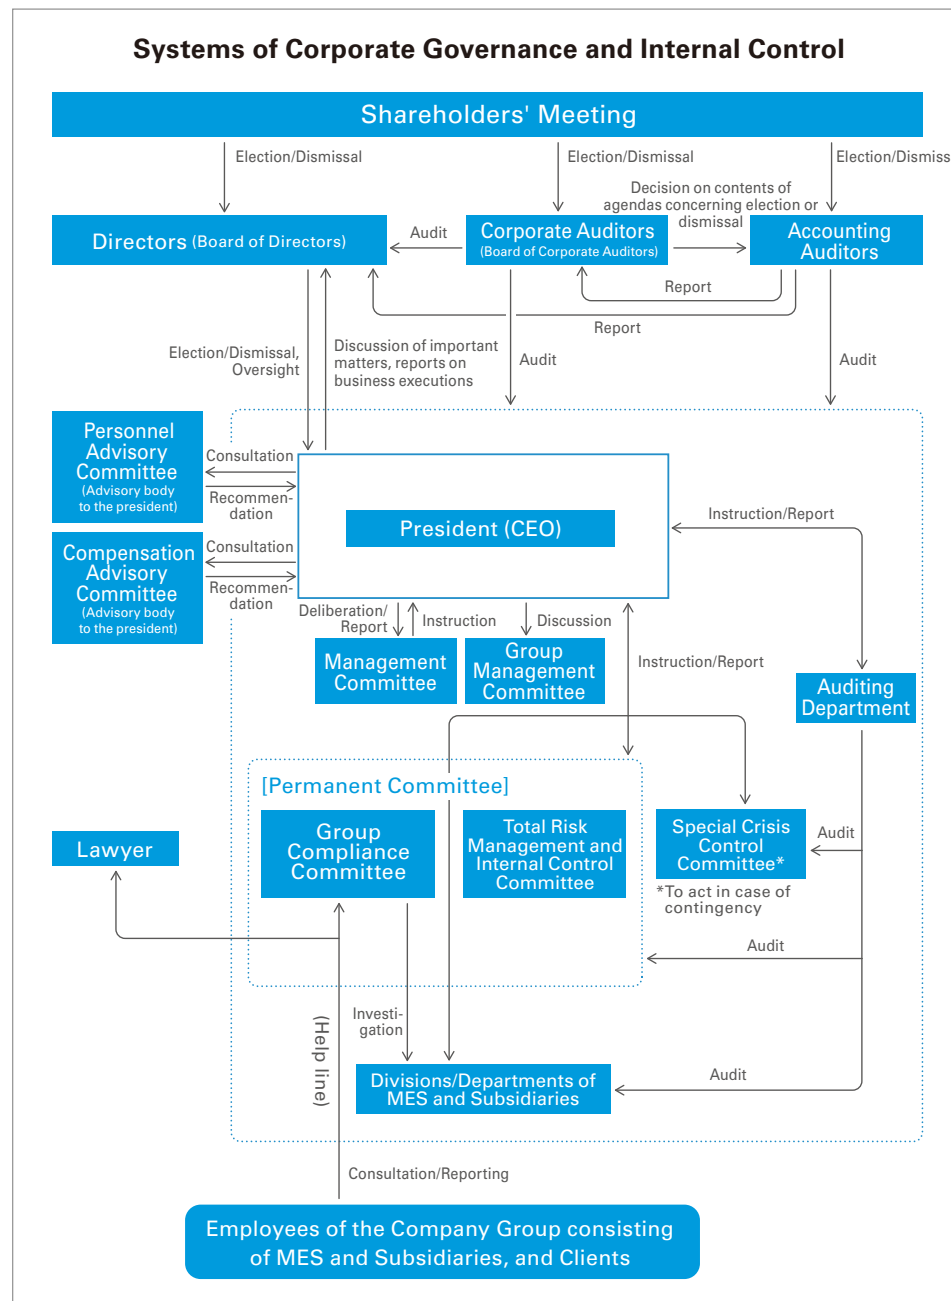 Systems of Corporate Governance and Internal Control
Shareholders' Meeting
Election/Dismissal
Election/Dismissal
Election/Dismiss
Decision on contents of
agendas concerning election or
dismissal
Directors (Board of Directors)
Audit
Corporate Auditors
(Board of Corporate Auditors)
Accounting
Auditors
Report
Report
Election/Dismissal,
Oversight
Discussion of important
matters, reports on
business executions
Audit
Audit
Personnel
Advisory
Committee
(Advisory body
to the president)
Consultation
Recommen-
dation
President (CEO)
Instruction/Report
Compensation
Advisory
Committee
(Advisory body
to the president)
Consultation
Recommen-
dation
Deliberation/
Report
Instruction
Discussion
Management
Committee
Group
Management
Committee
Instruction/Report
Auditing
Department
[Permanent Committee]
Group
Compliance
Committee
Total Risk
Management and
Internal Control
Committee
Special Crisis
Control
Committee*
*To act in case of
contingency
Audit
Lawyer
Audit
(Help line)
Investi-
gation
Divisions/Departments of
MES and Subsidiaries
Audit
Consultation/Reporting
Employees of the Company Group consisting
of MES and Subsidiaries, and Clients